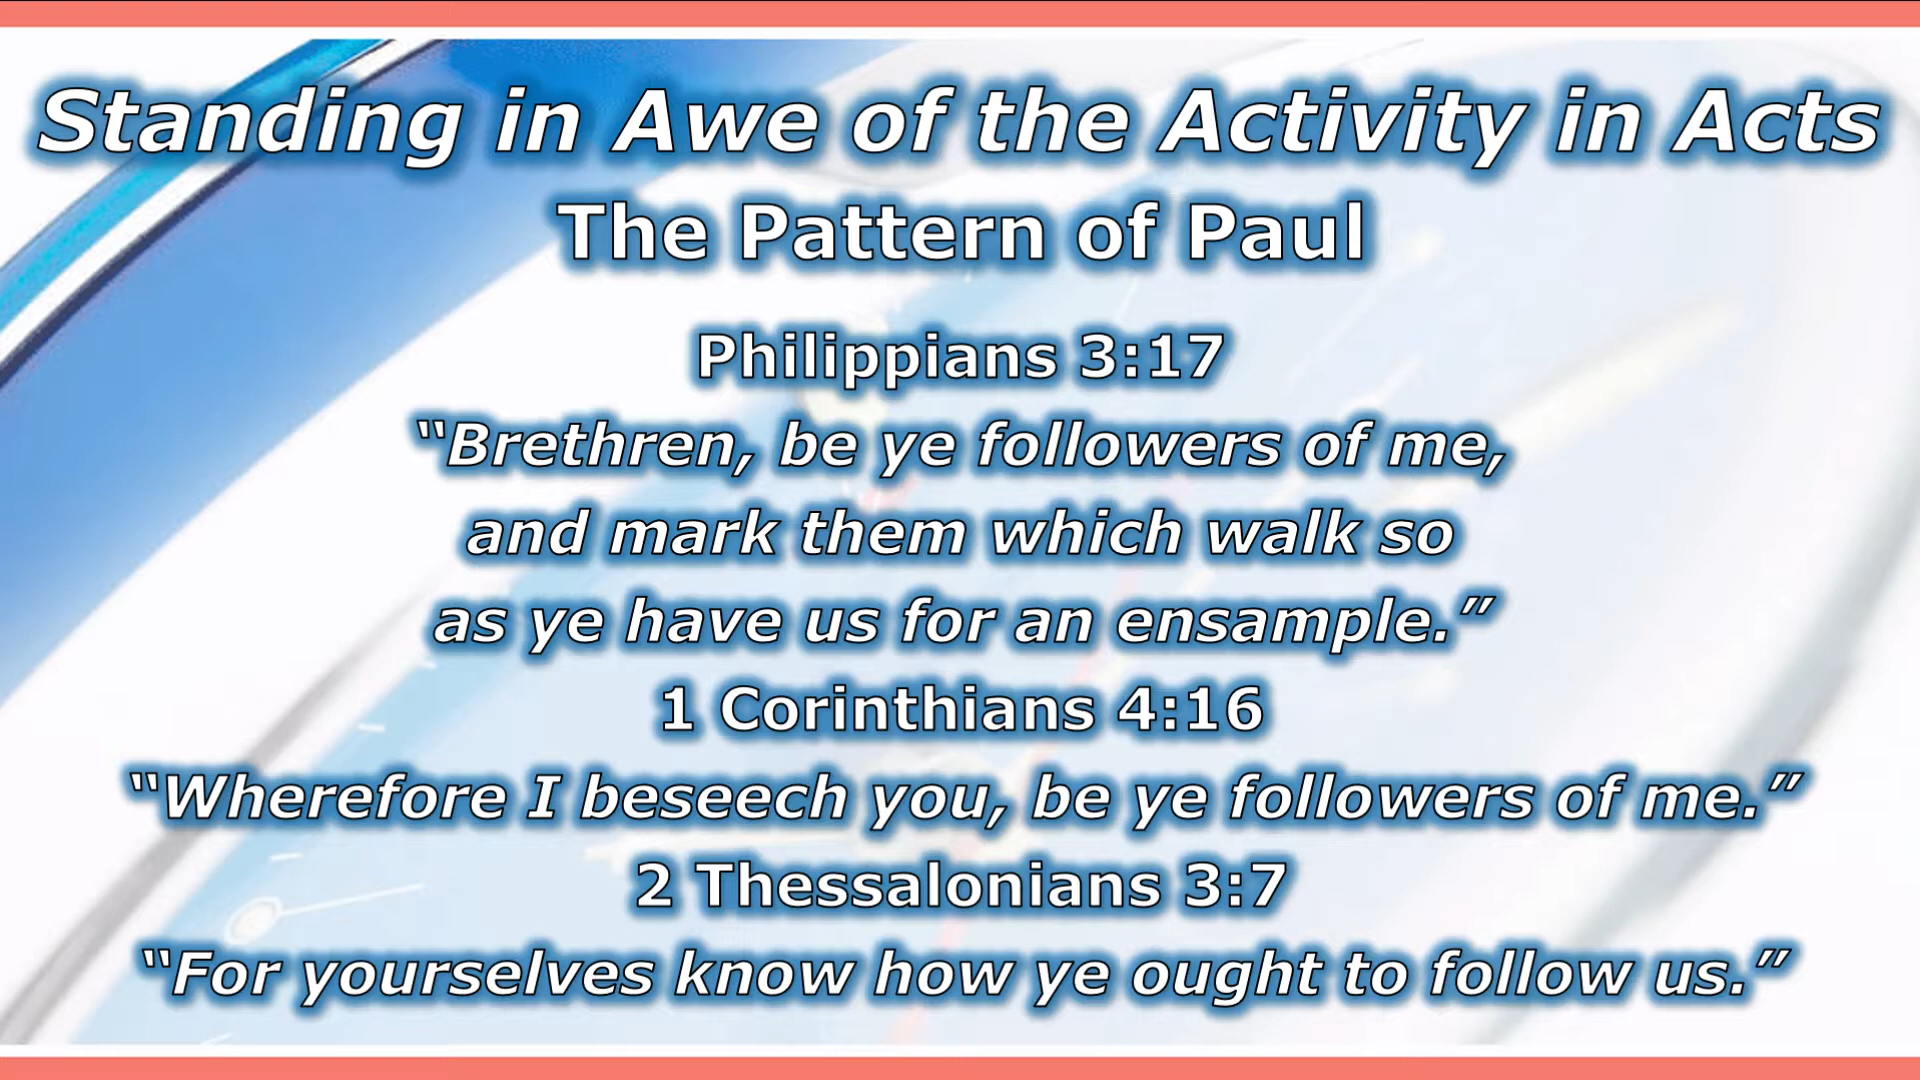 Standing in Awe of the Activity in Acts
The Pattern of Paul
Philippians 3:17
“Brethren, be ye followers of me,
and mark them which walk so
as ye have us for an ensample.”
1 Corinthians 4:16
“Wherefore I beseech you, be ye followers of me.”
2 Thessalonians 3:7
“For yourselves know how ye ought to follow us.”